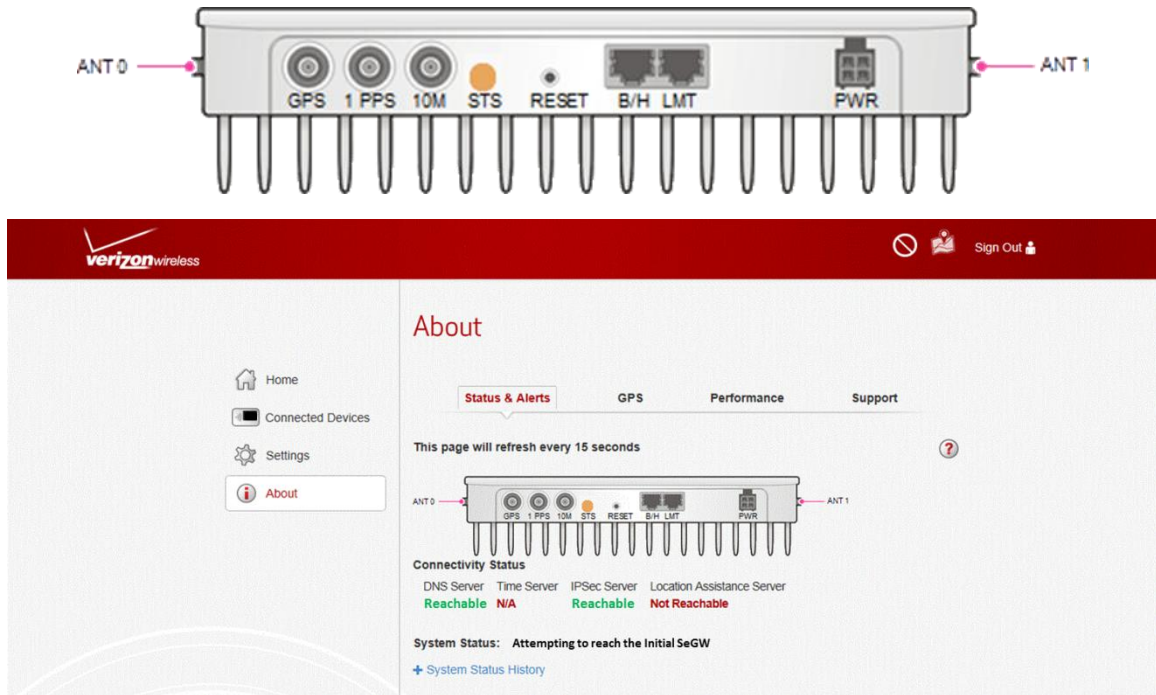 ANT 0
ANT 1
GPS 1 PPS 10M STS RESET B/H LMT PWR
verizonwireless
Sign Out
About
Home
Connected Devices
Settings
About
Status & Alerts GPS Performance Support
This page will refresh every 15 seconds
?
ANT 0
ANT 1
GPS 1 PPS 10M STS RESET B/H LMT PWR
Connectivity Status
DNS Server Time Server IPSec Server Location Assistance Server
Reachable N/A Reachable Not Reachable
System Status: Attempting to reach the Initial SeGW
+ System Status History